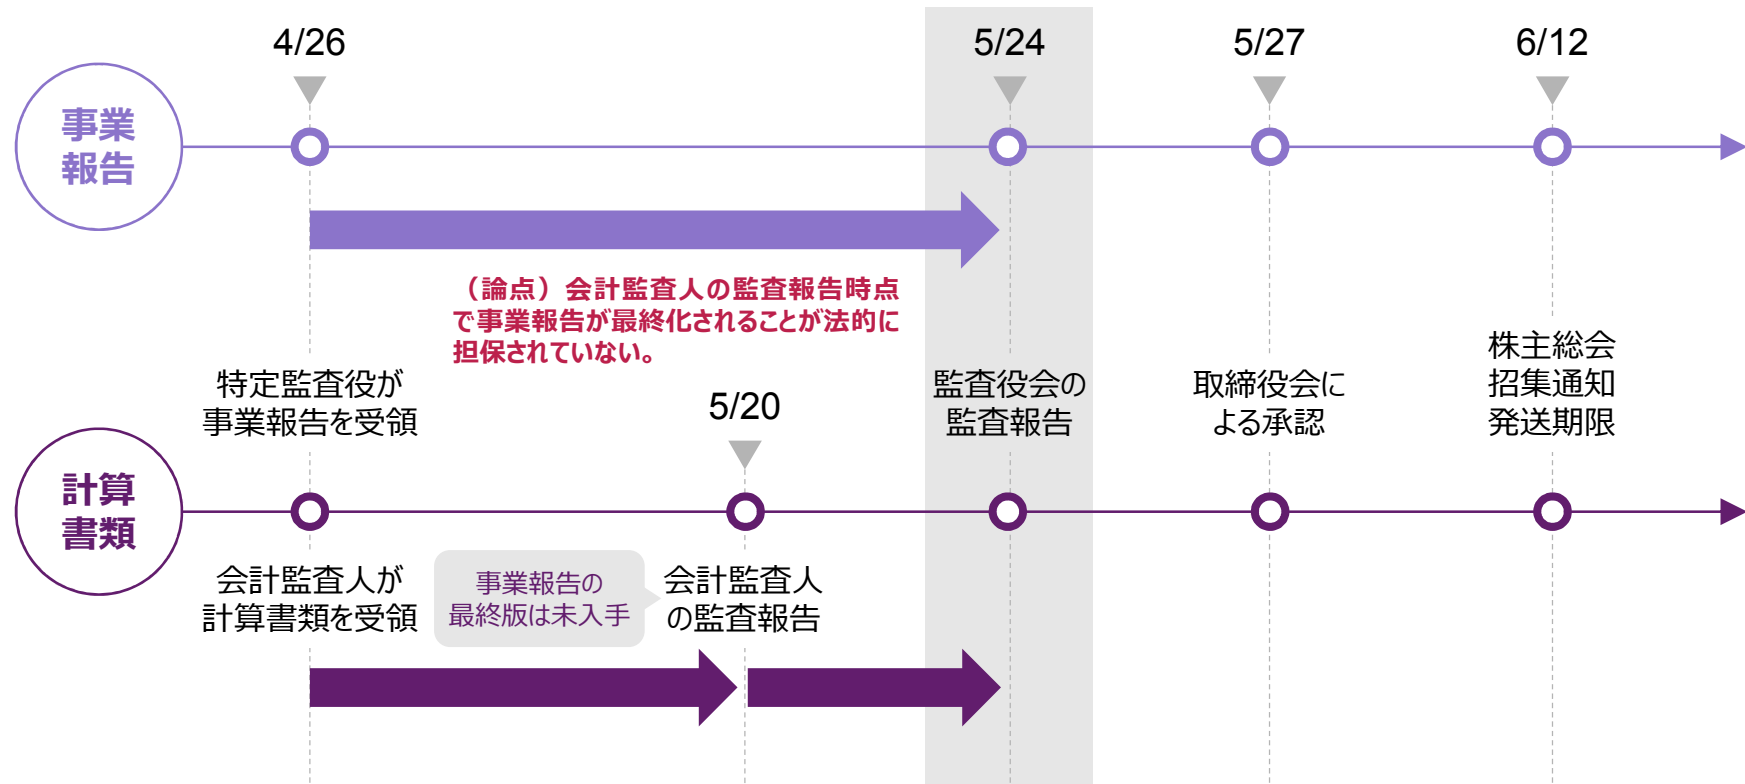 4/26
5/24
5/27
6/12
事業
報告
（論点）会計監査人の監査報告時点
で事業報告が最終化されることが法的に
担保されていない。
特定監査役が
事業報告を受領
5/20
監査役会の
監査報告
取締役会に
よる承認
株主総会
招集通知
発送期限
計算
書類
会計監査人が
計算書類を受領
事業報告の
最終版は未入手
会計監査人
の監査報告